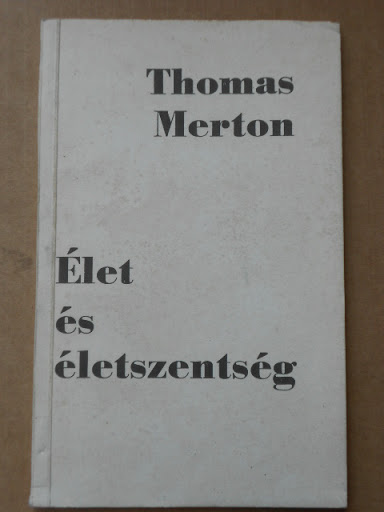 Thomas
Merton
Élet
és
életszentség